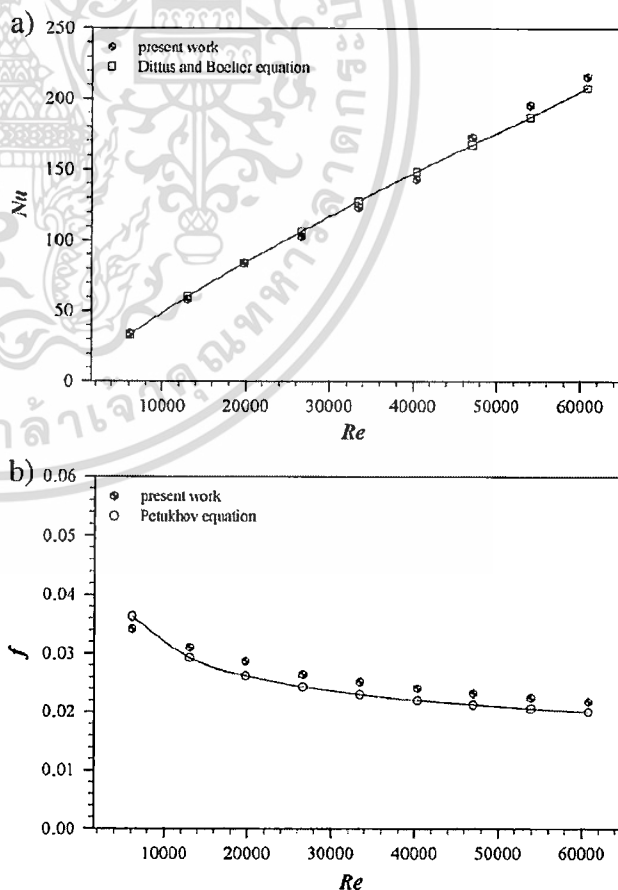 a)
250
200
150
100
50
0
Nu
present work
Dittus and Boelter equation
10000 20000 30000 40000 50000 60000
Re
b)
0.06
0.05
0.04
0.03
0.02
0.01
0.00
f
present work
Petukhov equation
10000 20000 30000 40000 50000 60000
Re